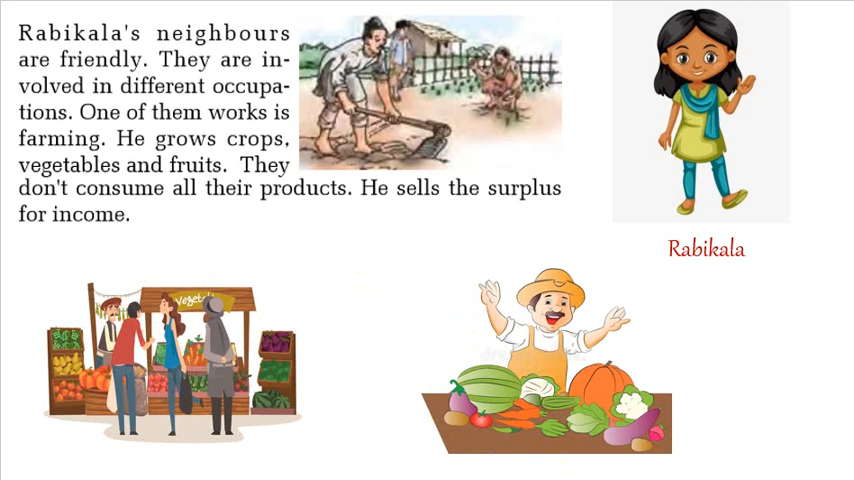 Rabikala's neighbours
are friendly. They are in-
volved in different occupa-
tions. One of them works is
farming. He grows crops,
vegetables and fruits. They
don't consume all their products. He sells the surplus
for income.
Rabikala